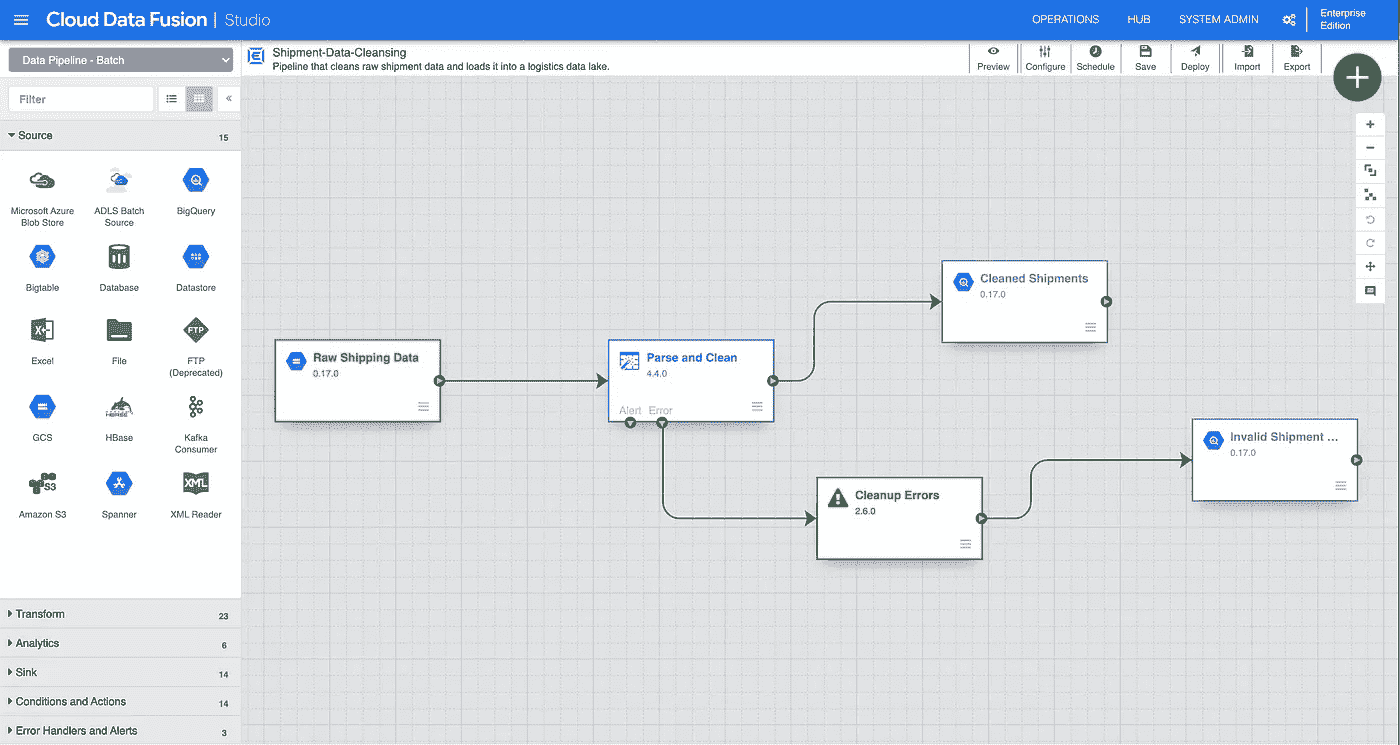 Cloud Data Fusion | Studio
OPERATIONS HUB SYSTEM ADMIN Enterprise Edition
Data Pipeline - Batch
Shipment-Data-Cleansing
Pipeline that cleans raw shipment data and loads it into a logistics data lake.
Preview Configure Schedule Save Deploy Import Export
Filter
Source 15
Microsoft Azure Blob Store
ADLS Batch Source
BigQuery
Bigtable
Database
Datastore
Excel
File
FTP
FTP (Deprecated)
GCS
HBASE
HBase
Kafka Consumer
S3
Amazon S3
Spanner
XML
XML Reader
Transform 23
Analytics 6
Sink 14
Conditions and Actions 14
Error Handlers and Alerts 3
Raw Shipping Data
0.17.0
Parse and Clean
4.4.0
Alert Error
Cleaned Shipments
0.17.0
Cleanup Errors
2.6.0
Invalid Shipment ...
0.17.0